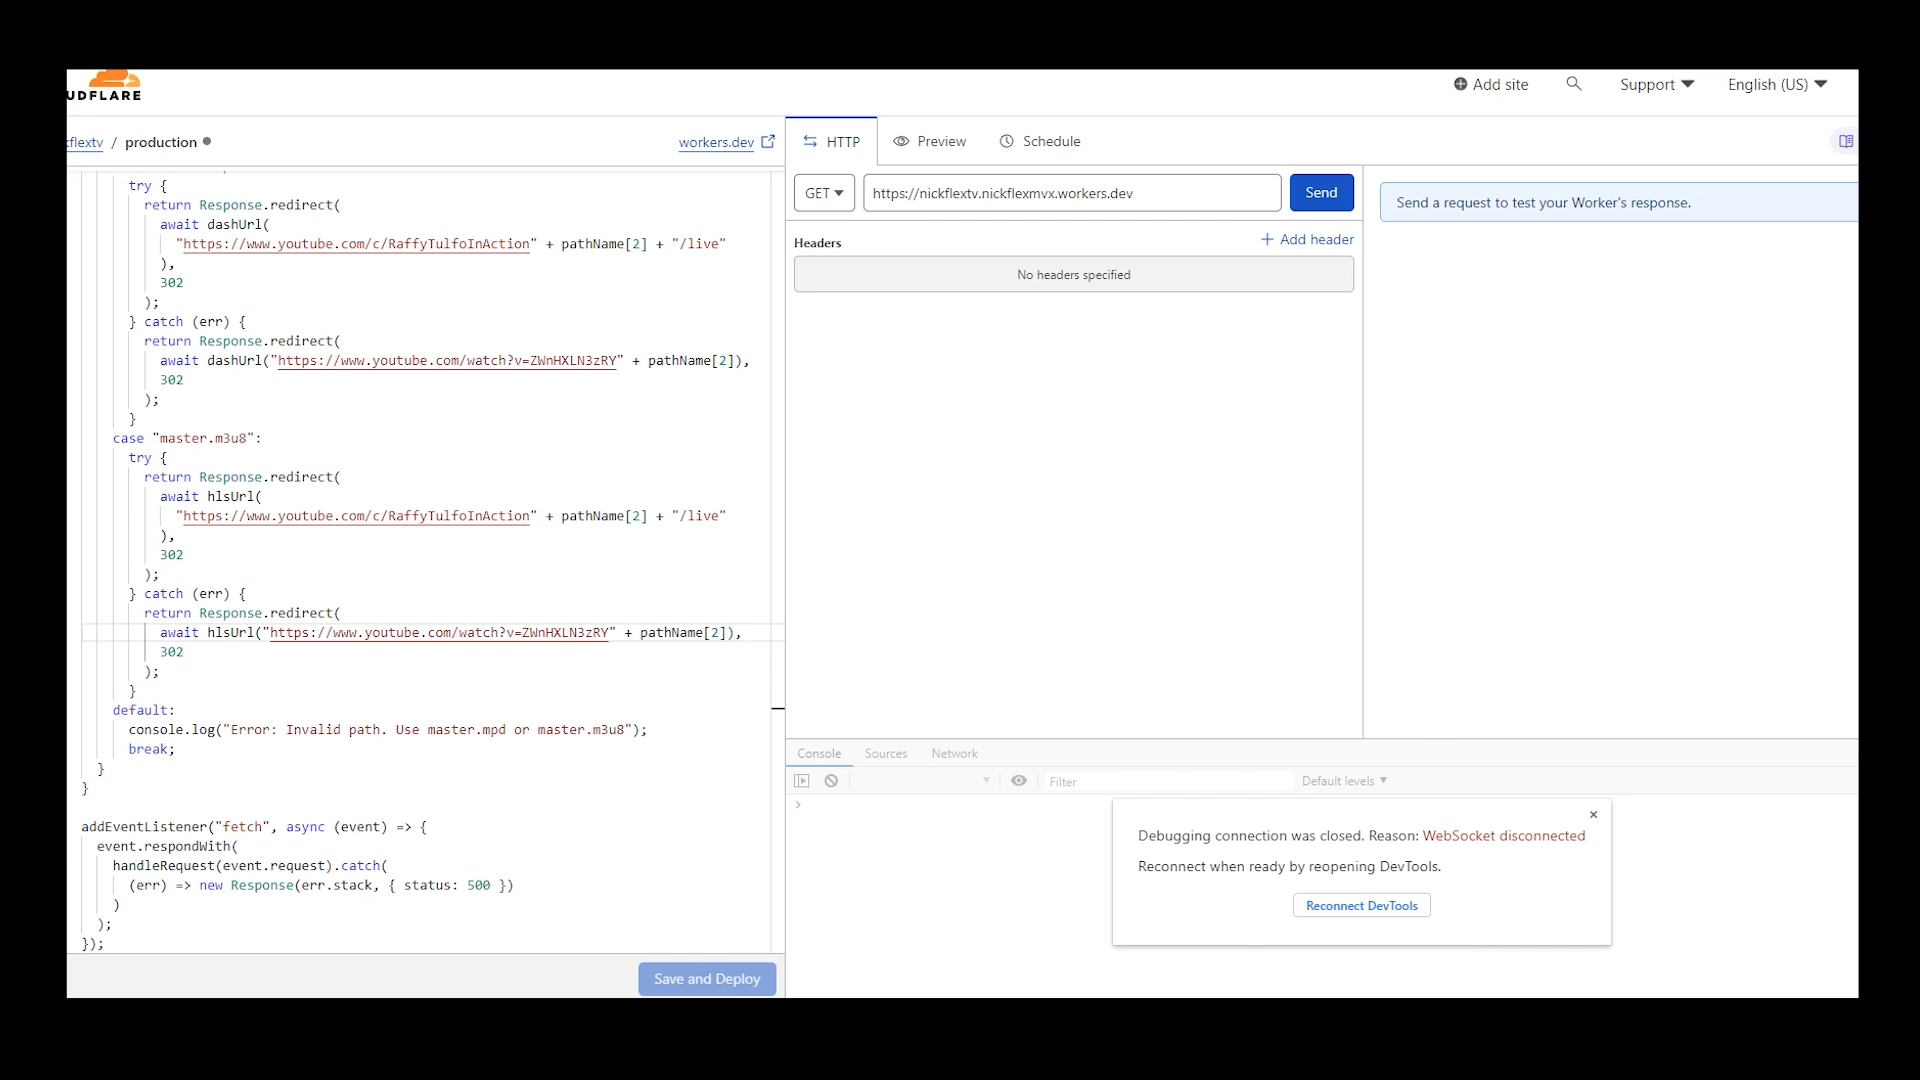 UDFLARE
Add site
Support
English (US)
kflextv / production
workers.dev
HTTP
Preview
Schedule
try {
return Response.redirect(
await dashUrl(
"https://www.youtube.com/c/RaffyTulfoInAction" + pathName[2] + "/live"
),
302
);
} catch (err) {
return Response.redirect(
await dashUrl("https://www.youtube.com/watch?v=ZWnHXLN3zRY" + pathName[2]),
302
);
}
case "master.m3u8":
try {
return Response.redirect(
await hlsUrl(
"https://www.youtube.com/c/RaffyTulfoInAction" + pathName[2] + "/live"
),
302
);
} catch (err) {
return Response.redirect(
await hlsUrl("https://www.youtube.com/watch?v=ZWnHXLN3zRY" + pathName[2]),
302
);
}
default:
console.log("Error: Invalid path. Use master.mpd or master.m3u8");
break;
}
}
addEventListener("fetch", async (event) => {
event.respondWith(
handleRequest(event.request).catch(
(err) => new Response(err.stack, { status: 500 })
)
);
});
Save and Deploy
GET
https://nickflextv.nickflexmvx.workers.dev
Send
Headers
+ Add header
No headers specified
Send a request to test your Worker's response.
Console
Sources
Network
Filter
Default levels
Debugging connection was closed. Reason: WebSocket disconnected
Reconnect when ready by reopening DevTools.
Reconnect DevTools